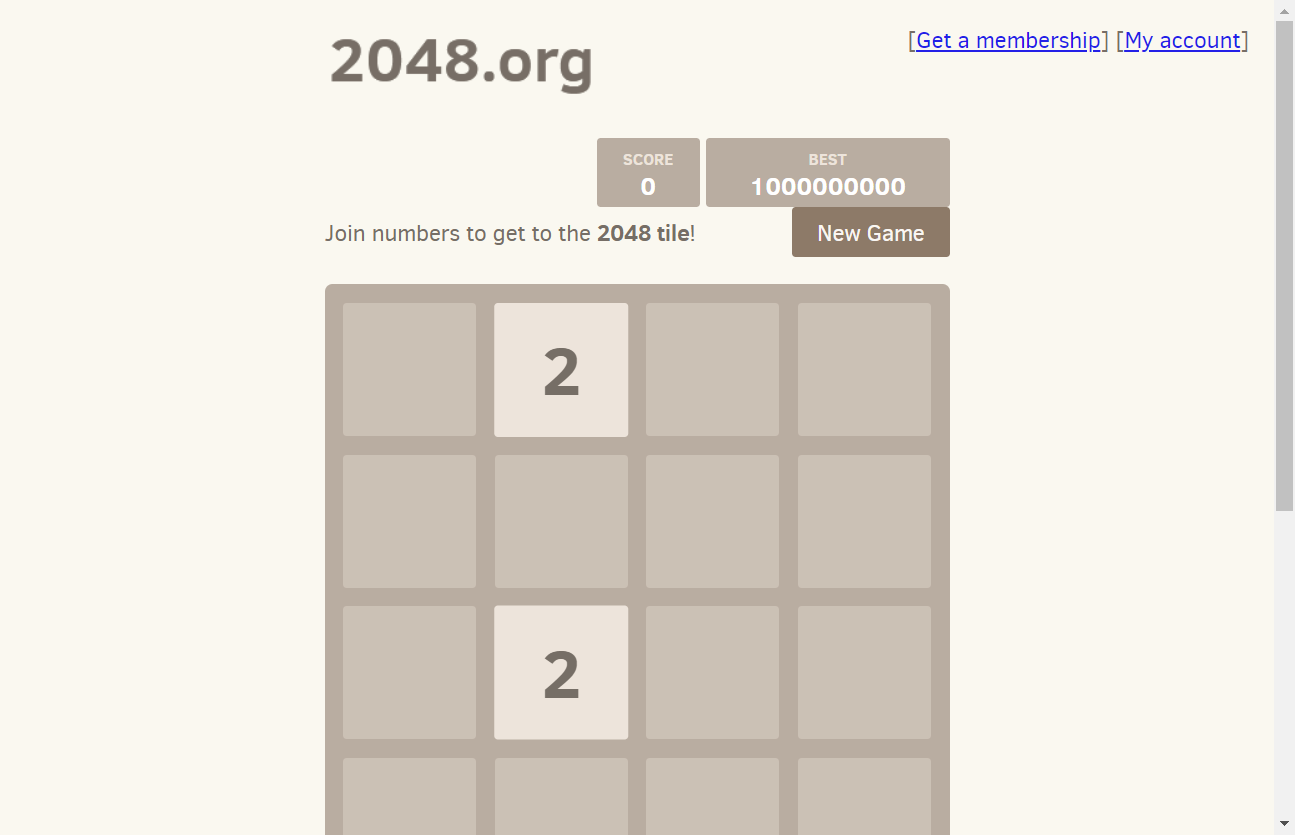 2048.org
[Get a membership] [My account]
SCORE
0
BEST
1000000000
Join numbers to get to the 2048 tile!
New Game
2
2